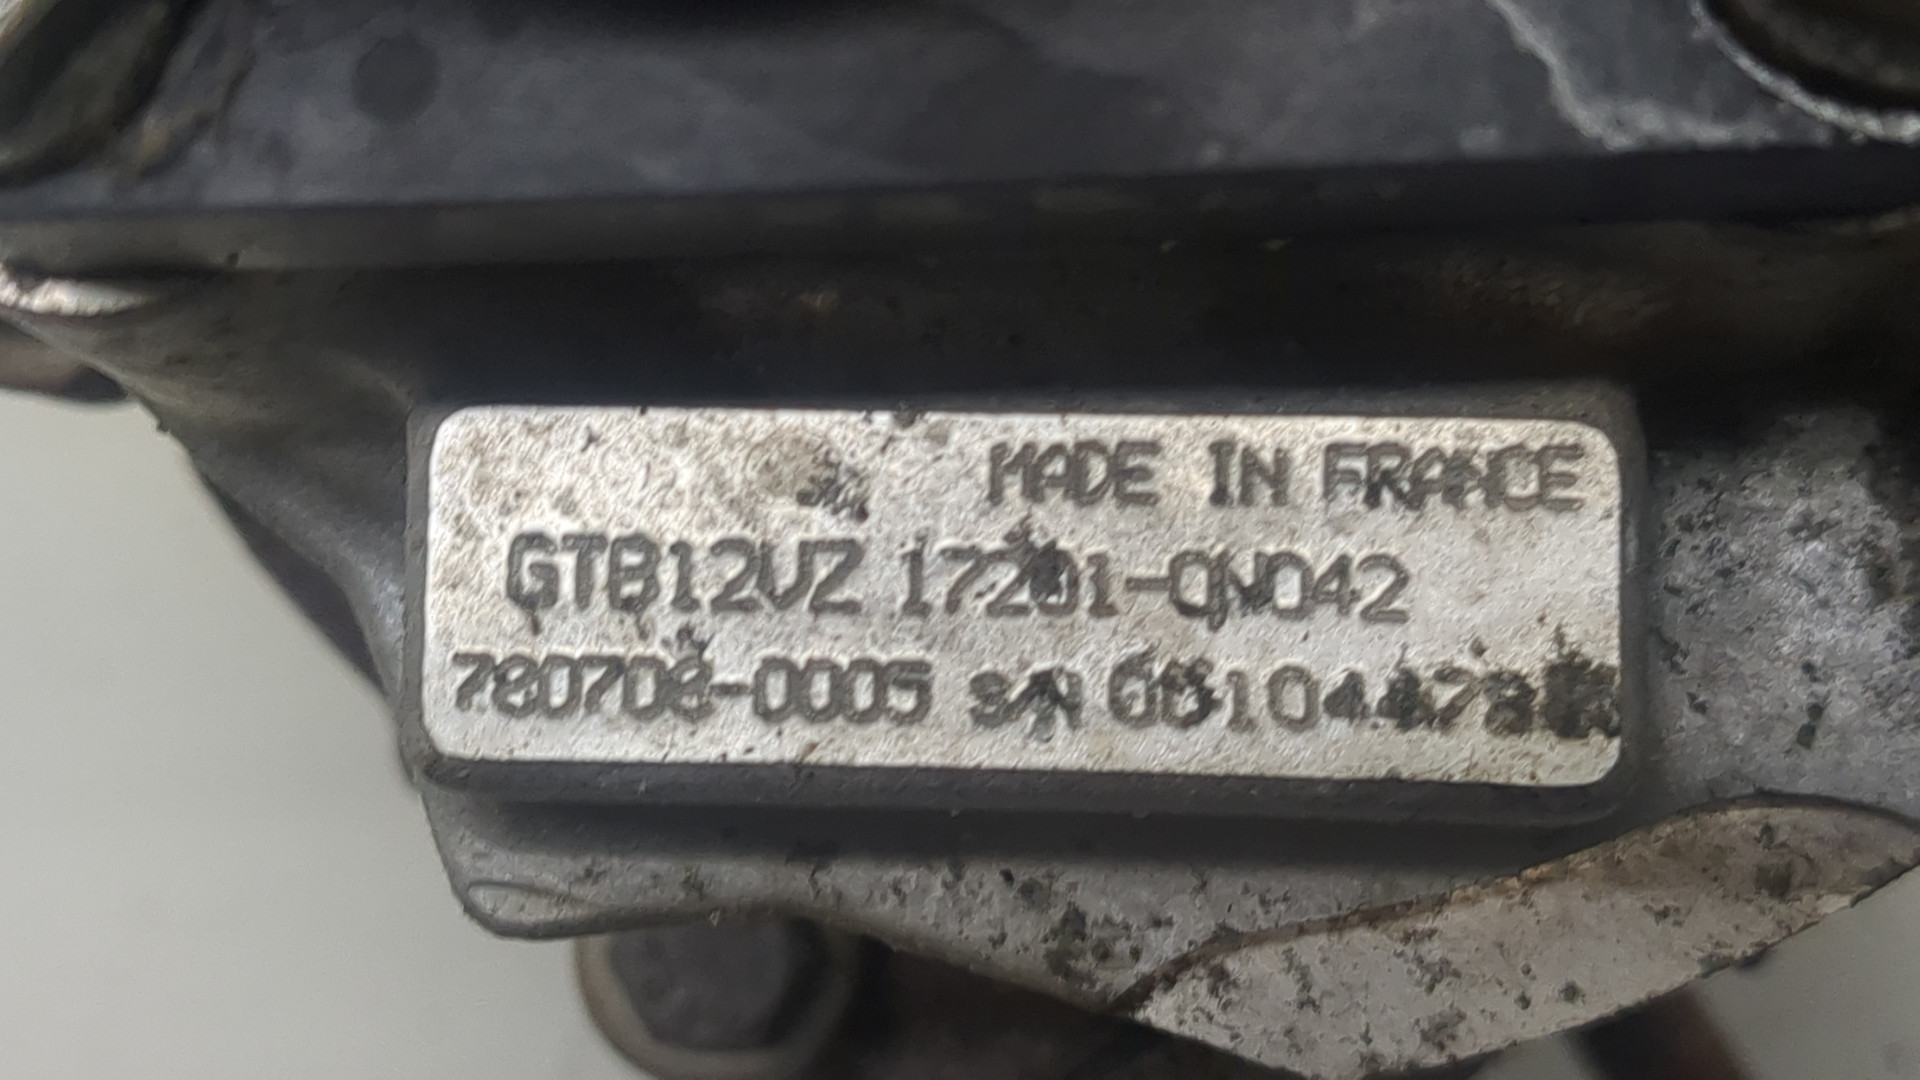 MADE IN FRANCE
GTB12VZ 17201-0N042
780708-0005 S/N